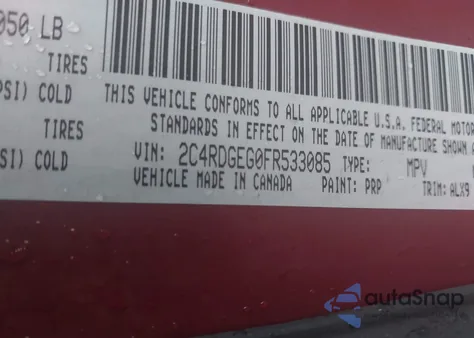 050 LB
TIRES
PSI) COLD THIS VEHICLE CONFORMS TO ALL APPLICABLE U.S.A. FEDERAL MOTOR
TIRES STANDARDS IN EFFECT ON THE DATE OF MANUFACTURE SHOWN A
PSI) COLD VIN: 2C4RDGEG0FR533085 TYPE: MPV
VEHICLE MADE IN CANADA PAINT: PRP TRIM: ALX9
autoSnap